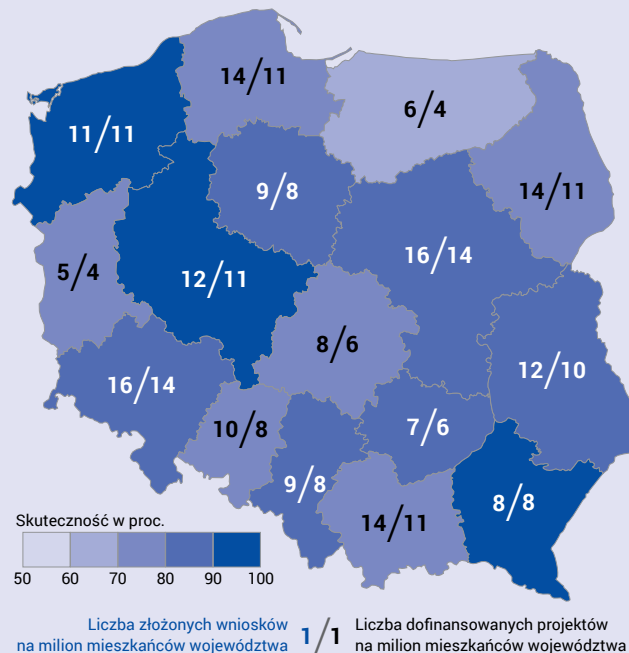 14/11
6/4
11/11
14/11
9/8
16/14
5/4
12/11
8/6
12/10
16/14
7/6
10/8
9/8
8/8
14/11
Skuteczność w proc.
50 60 70 80 90 100
Liczba złożonych wniosków
na milion mieszkańców województwa
1/1
Liczba dofinansowanych projektów
na milion mieszkańców województwa